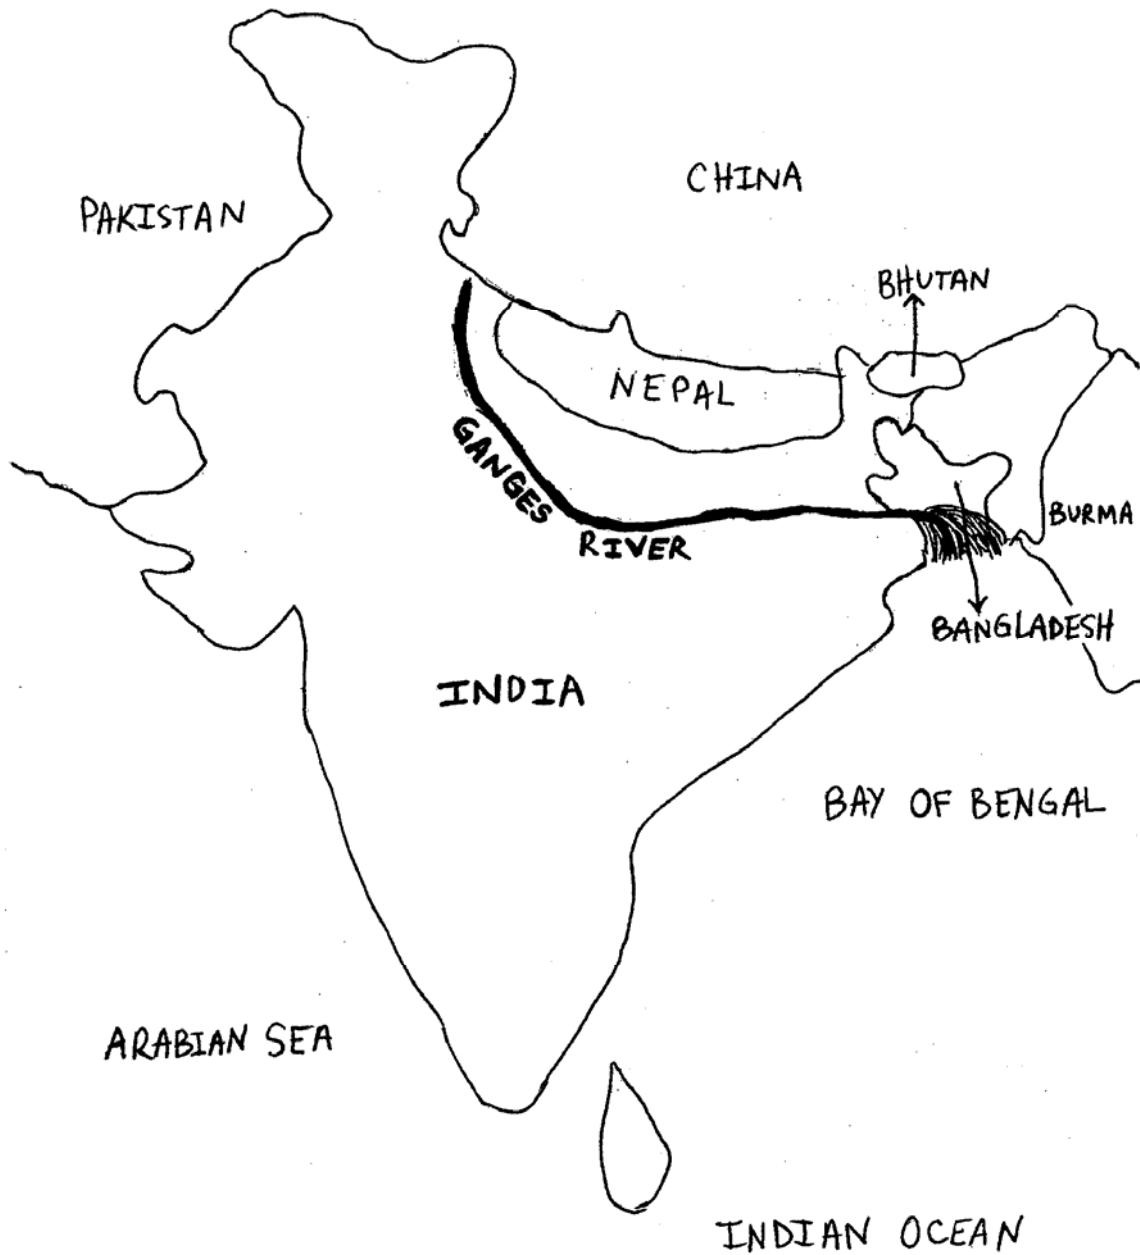 CHINA
PAKISTAN
BHUTAN
NEPAL
GANGES
RIVER
BURMA
BANGLADESH
INDIA
BAY OF BENGAL
ARABIAN SEA
INDIAN OCEAN